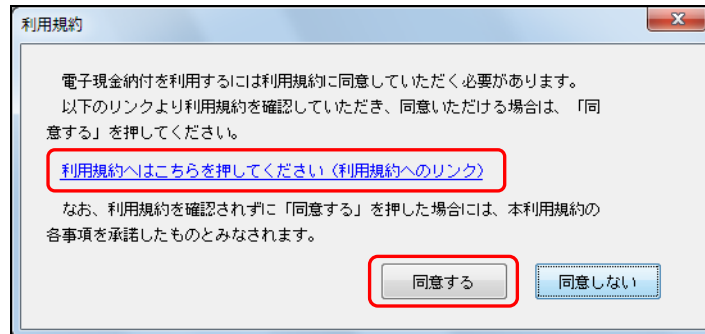 利用規約
電子現金納付を利用するには利用規約に同意していただく必要があります。
以下のリンクより利用規約を確認していただき、同意いただける場合は、「同
意する」を押してください。
利用規約へはこちらを押してください（利用規約へのリンク）
なお、利用規約を確認されずに「同意する」を押した場合には、本利用規約の
各事項を承諾したものとみなされます。
同意する
同意しない